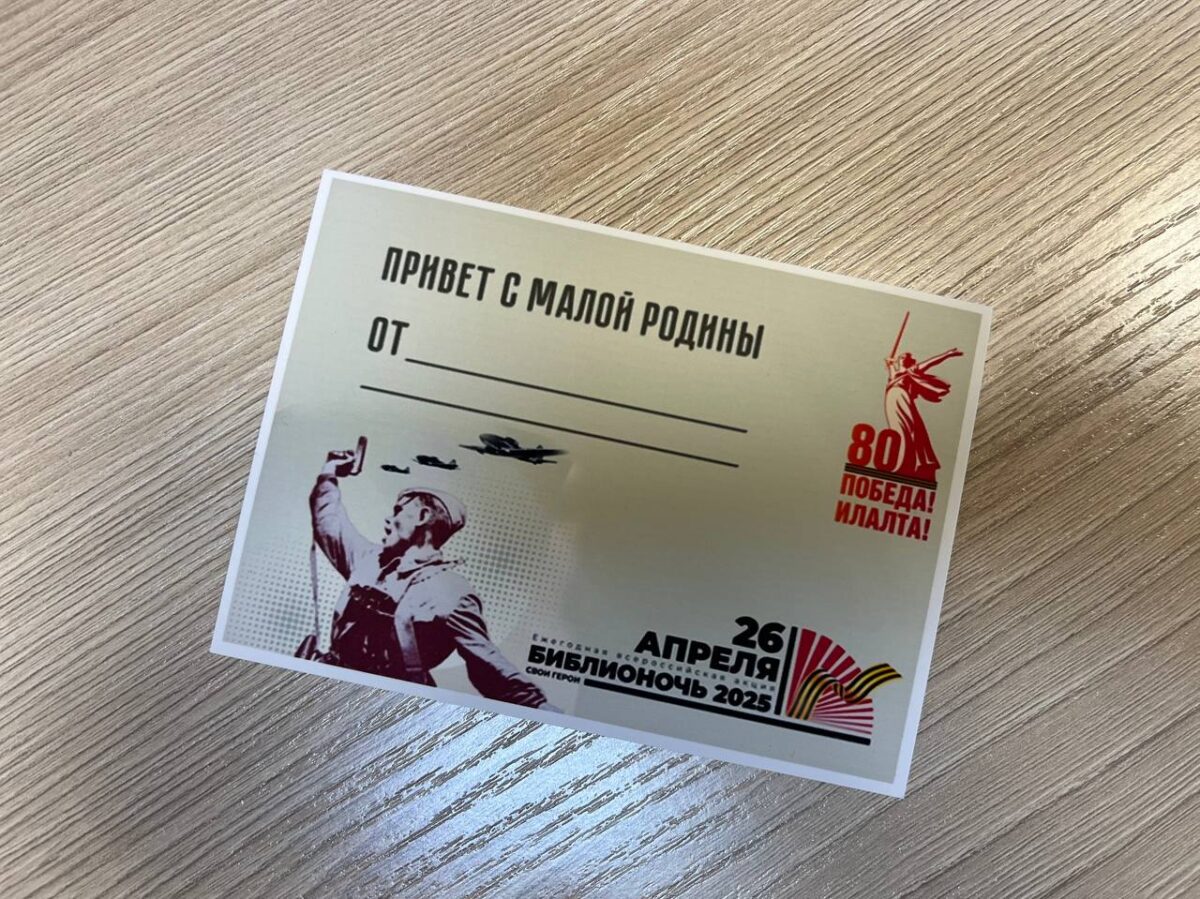 ПРИВЕТ С МАЛОЙ РОДИНЫ
ОТ
80
ПОБЕДА!
ИЛАЛТА!
26
АПРЕЛЯ
Ежегодная всероссийская акция
БИБЛИОНОЧЬ 2025
СВОИ ГЕРОИ